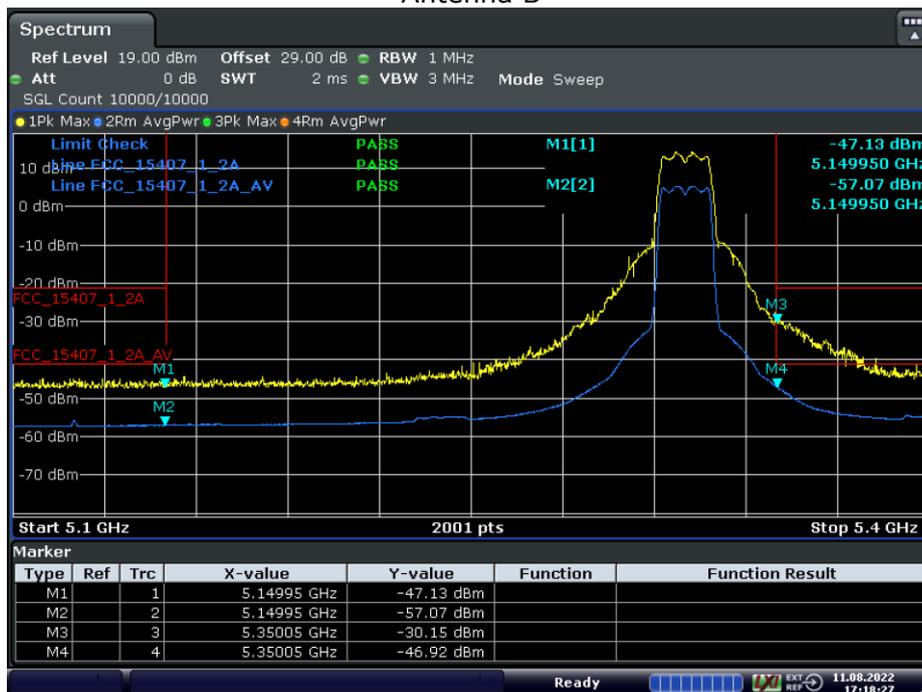 Spectrum
Ref Level 19.00 dBm Offset 29.00 dB RBW 1 MHz
Att 0 dB SWT 2 ms VBW 3 MHz Mode Sweep
SGL Count 10000/10000
1Pk Max 2Rm AvgPwr 3Pk Max 4Rm AvgPwr
Limit Check PASS M1[1] -47.13 dBm
10 dBm Line FCC_15407_1_2A PASS 5.149950 GHz
Line FCC_15407_1_2A_AV PASS M2[2] -57.07 dBm
0 dBm 5.149950 GHz
-10 dBm
-20 dBm
FCC_15407_1_2A
M3
-30 dBm
FCC_15407_1_2A_AV
M1 M4
-50 dBm
M2
-60 dBm
-70 dBm
Start 5.1 GHz 2001 pts Stop 5.4 GHz
Marker
Type Ref Trc X-value Y-value Function Function Result
M1 1 5.14995 GHz -47.13 dBm
M2 2 5.14995 GHz -57.07 dBm
M3 3 5.35005 GHz -30.15 dBm
M4 4 5.35005 GHz -46.92 dBm
Ready LXI EXT REF 11.08.2022
17:18:27